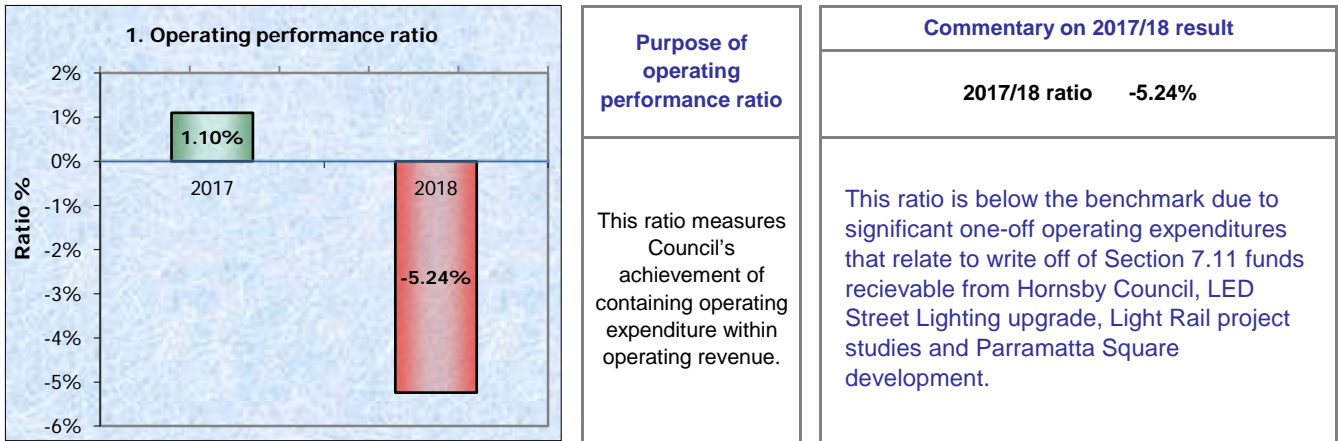 1. Operating performance ratio
2%
1%
0%
-1%
-2%
-3%
-4%
-5%
-6%
Ratio %
1.10%
2017
2018
-5.24%
Purpose of
operating
performance ratio
This ratio measures
Council's
achievement of
containing operating
expenditure within
operating revenue.
Commentary on 2017/18 result
2017/18 ratio -5.24%
This ratio is below the benchmark due to
significant one-off operating expenditures
that relate to write off of Section 7.11 funds
recievable from Hornsby Council, LED
Street Lighting upgrade, Light Rail project
studies and Parramatta Square
development.